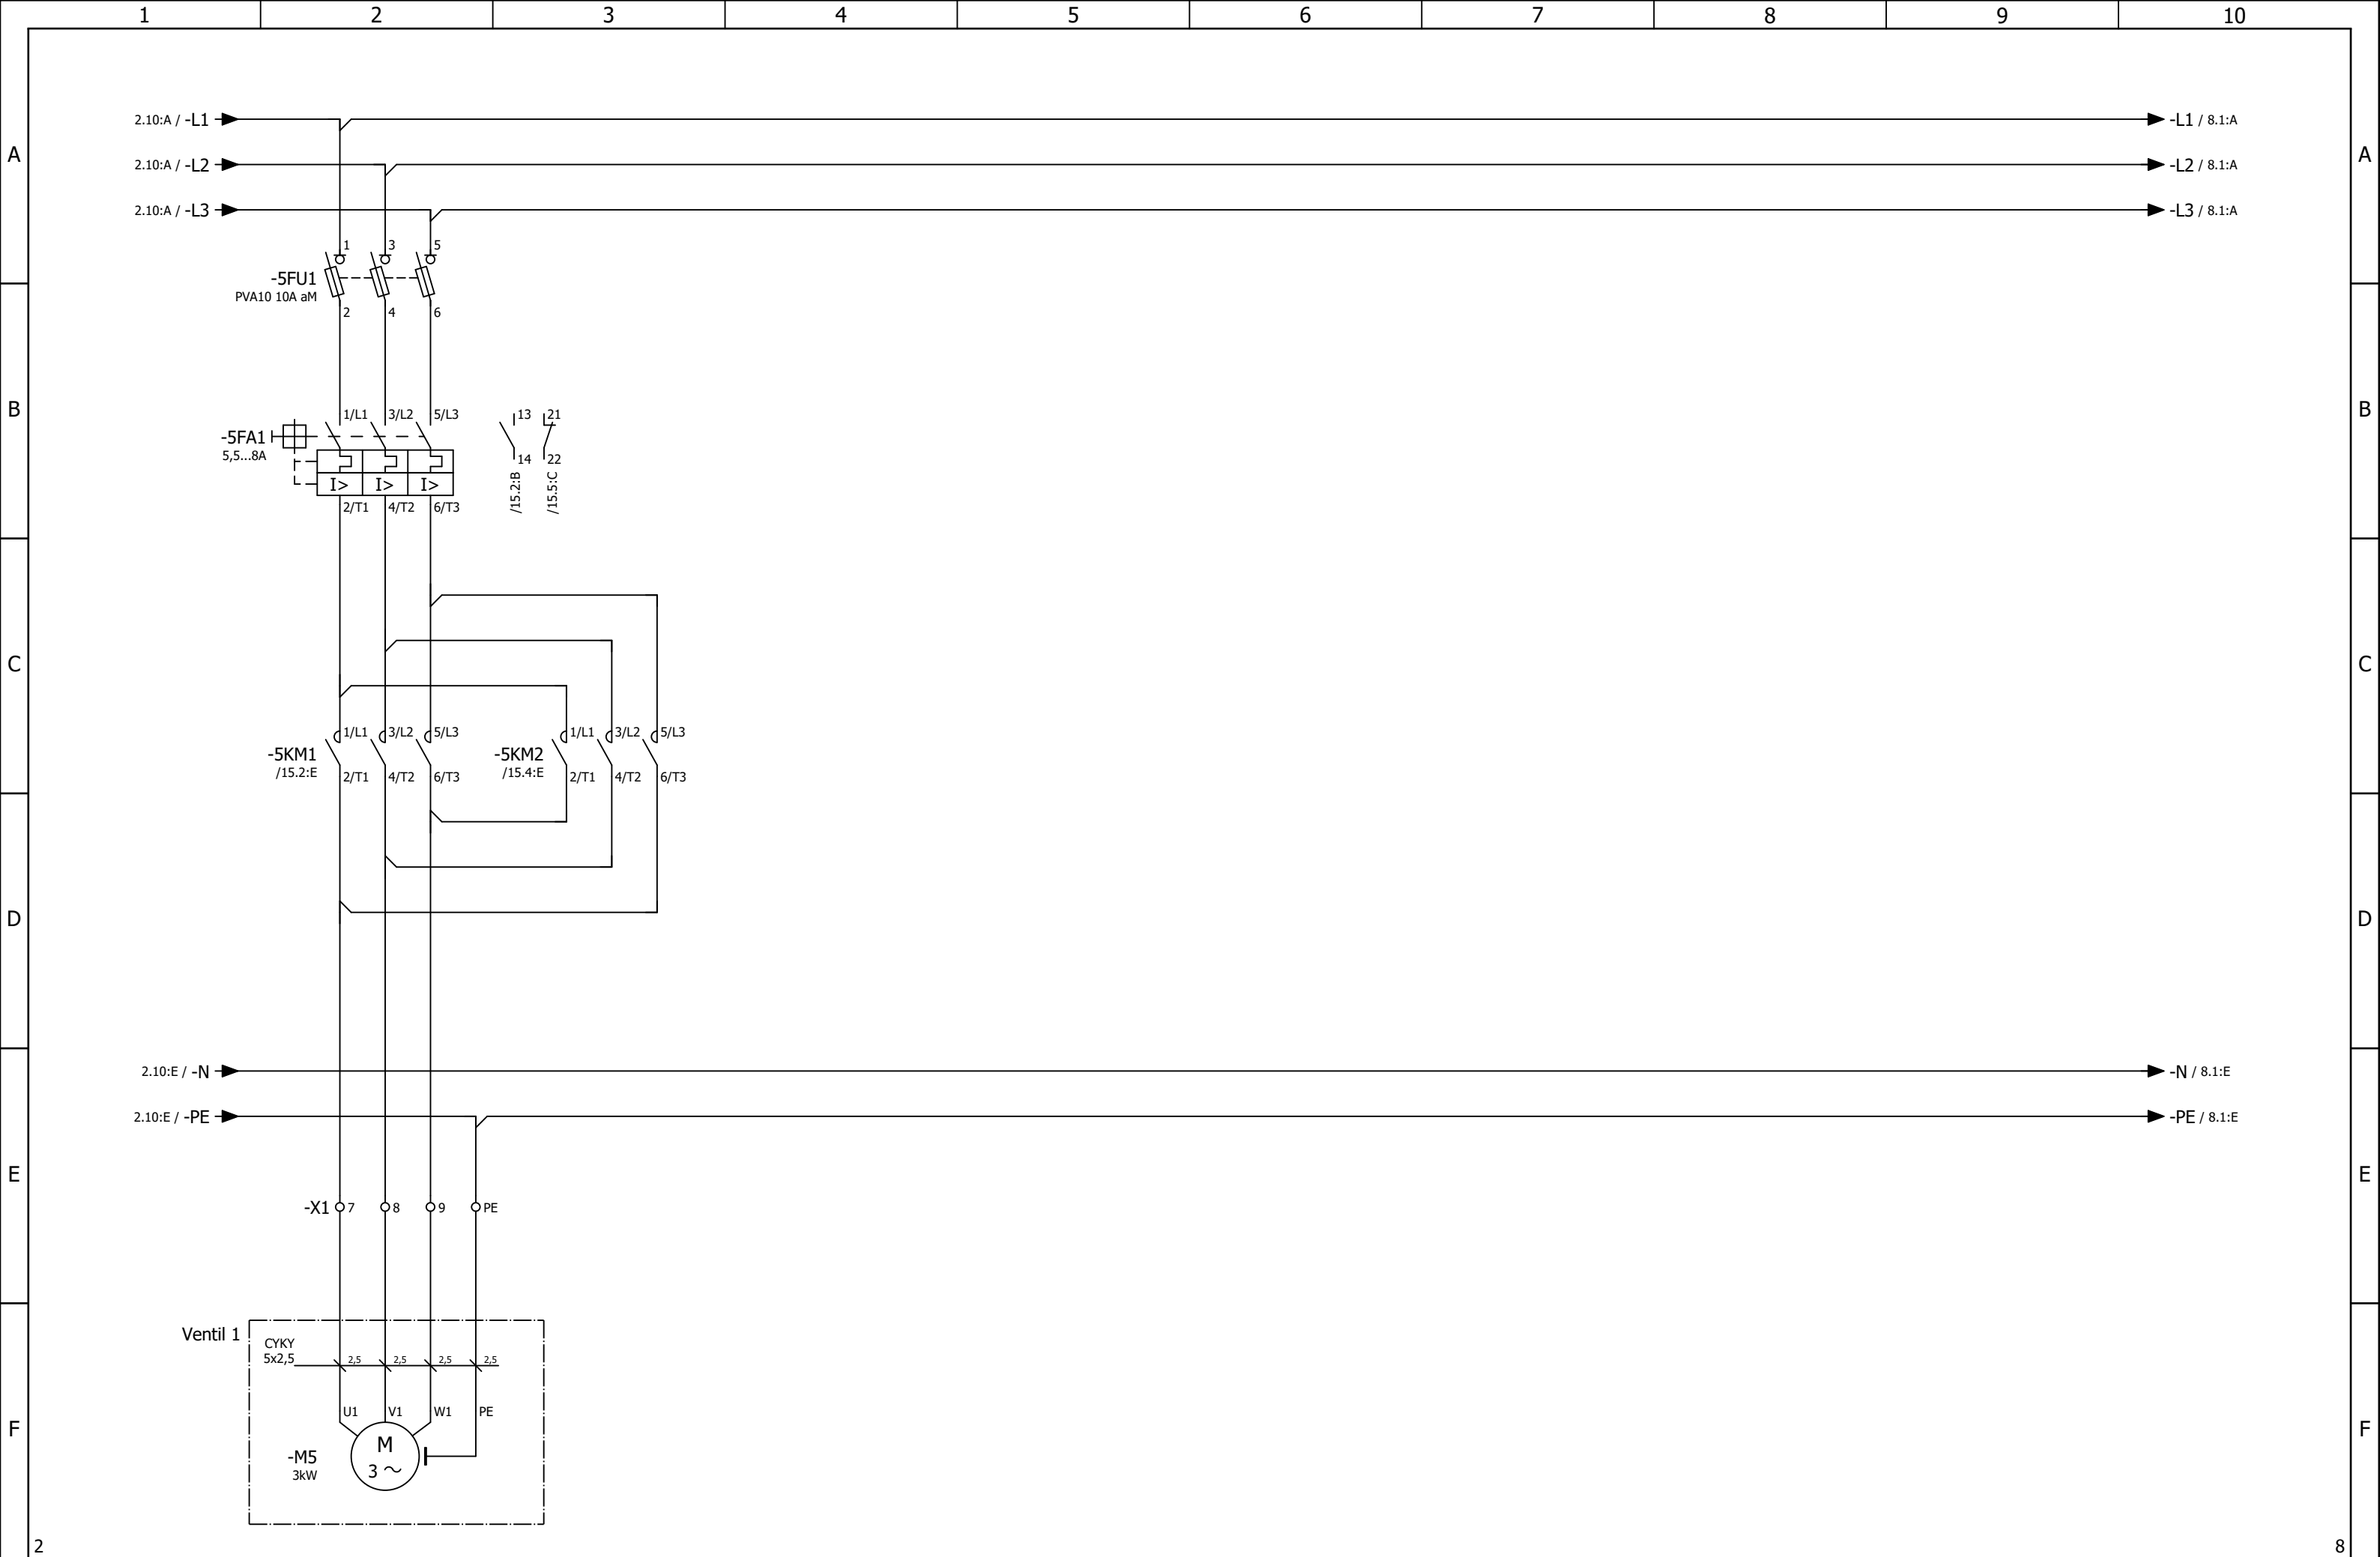 1 2 3 4 5 6 7 8 9 10
2.10:A / -L1 -L1 / 8.1:A
A A
2.10:A / -L2 -L2 / 8.1:A
2.10:A / -L3 -L3 / 8.1:A
1 3 5
-5FU1
PVA10 10A aM
2 4 6
B B
1/L1 3/L2 5/L3 13 21
-5FA1
5,5...8A
14 22
I> I> I>
/15.2:B /15.5:C
2/T1 4/T2 6/T3
C C
1/L1 3/L2 5/L3 1/L1 3/L2 5/L3
-5KM1 -5KM2
/15.2:E /15.4:E
2/T1 4/T2 6/T3 2/T1 4/T2 6/T3
D D
2.10:E / -N -N / 8.1:E
2.10:E / -PE -PE / 8.1:E
E E
-X1 7 8 9 PE
Ventil 1
CYKY
5x2,5 2,5 2,5 2,5 2,5
U1 V1 W1 PE
F F
M
-M5
3 ~
3kW
2 8